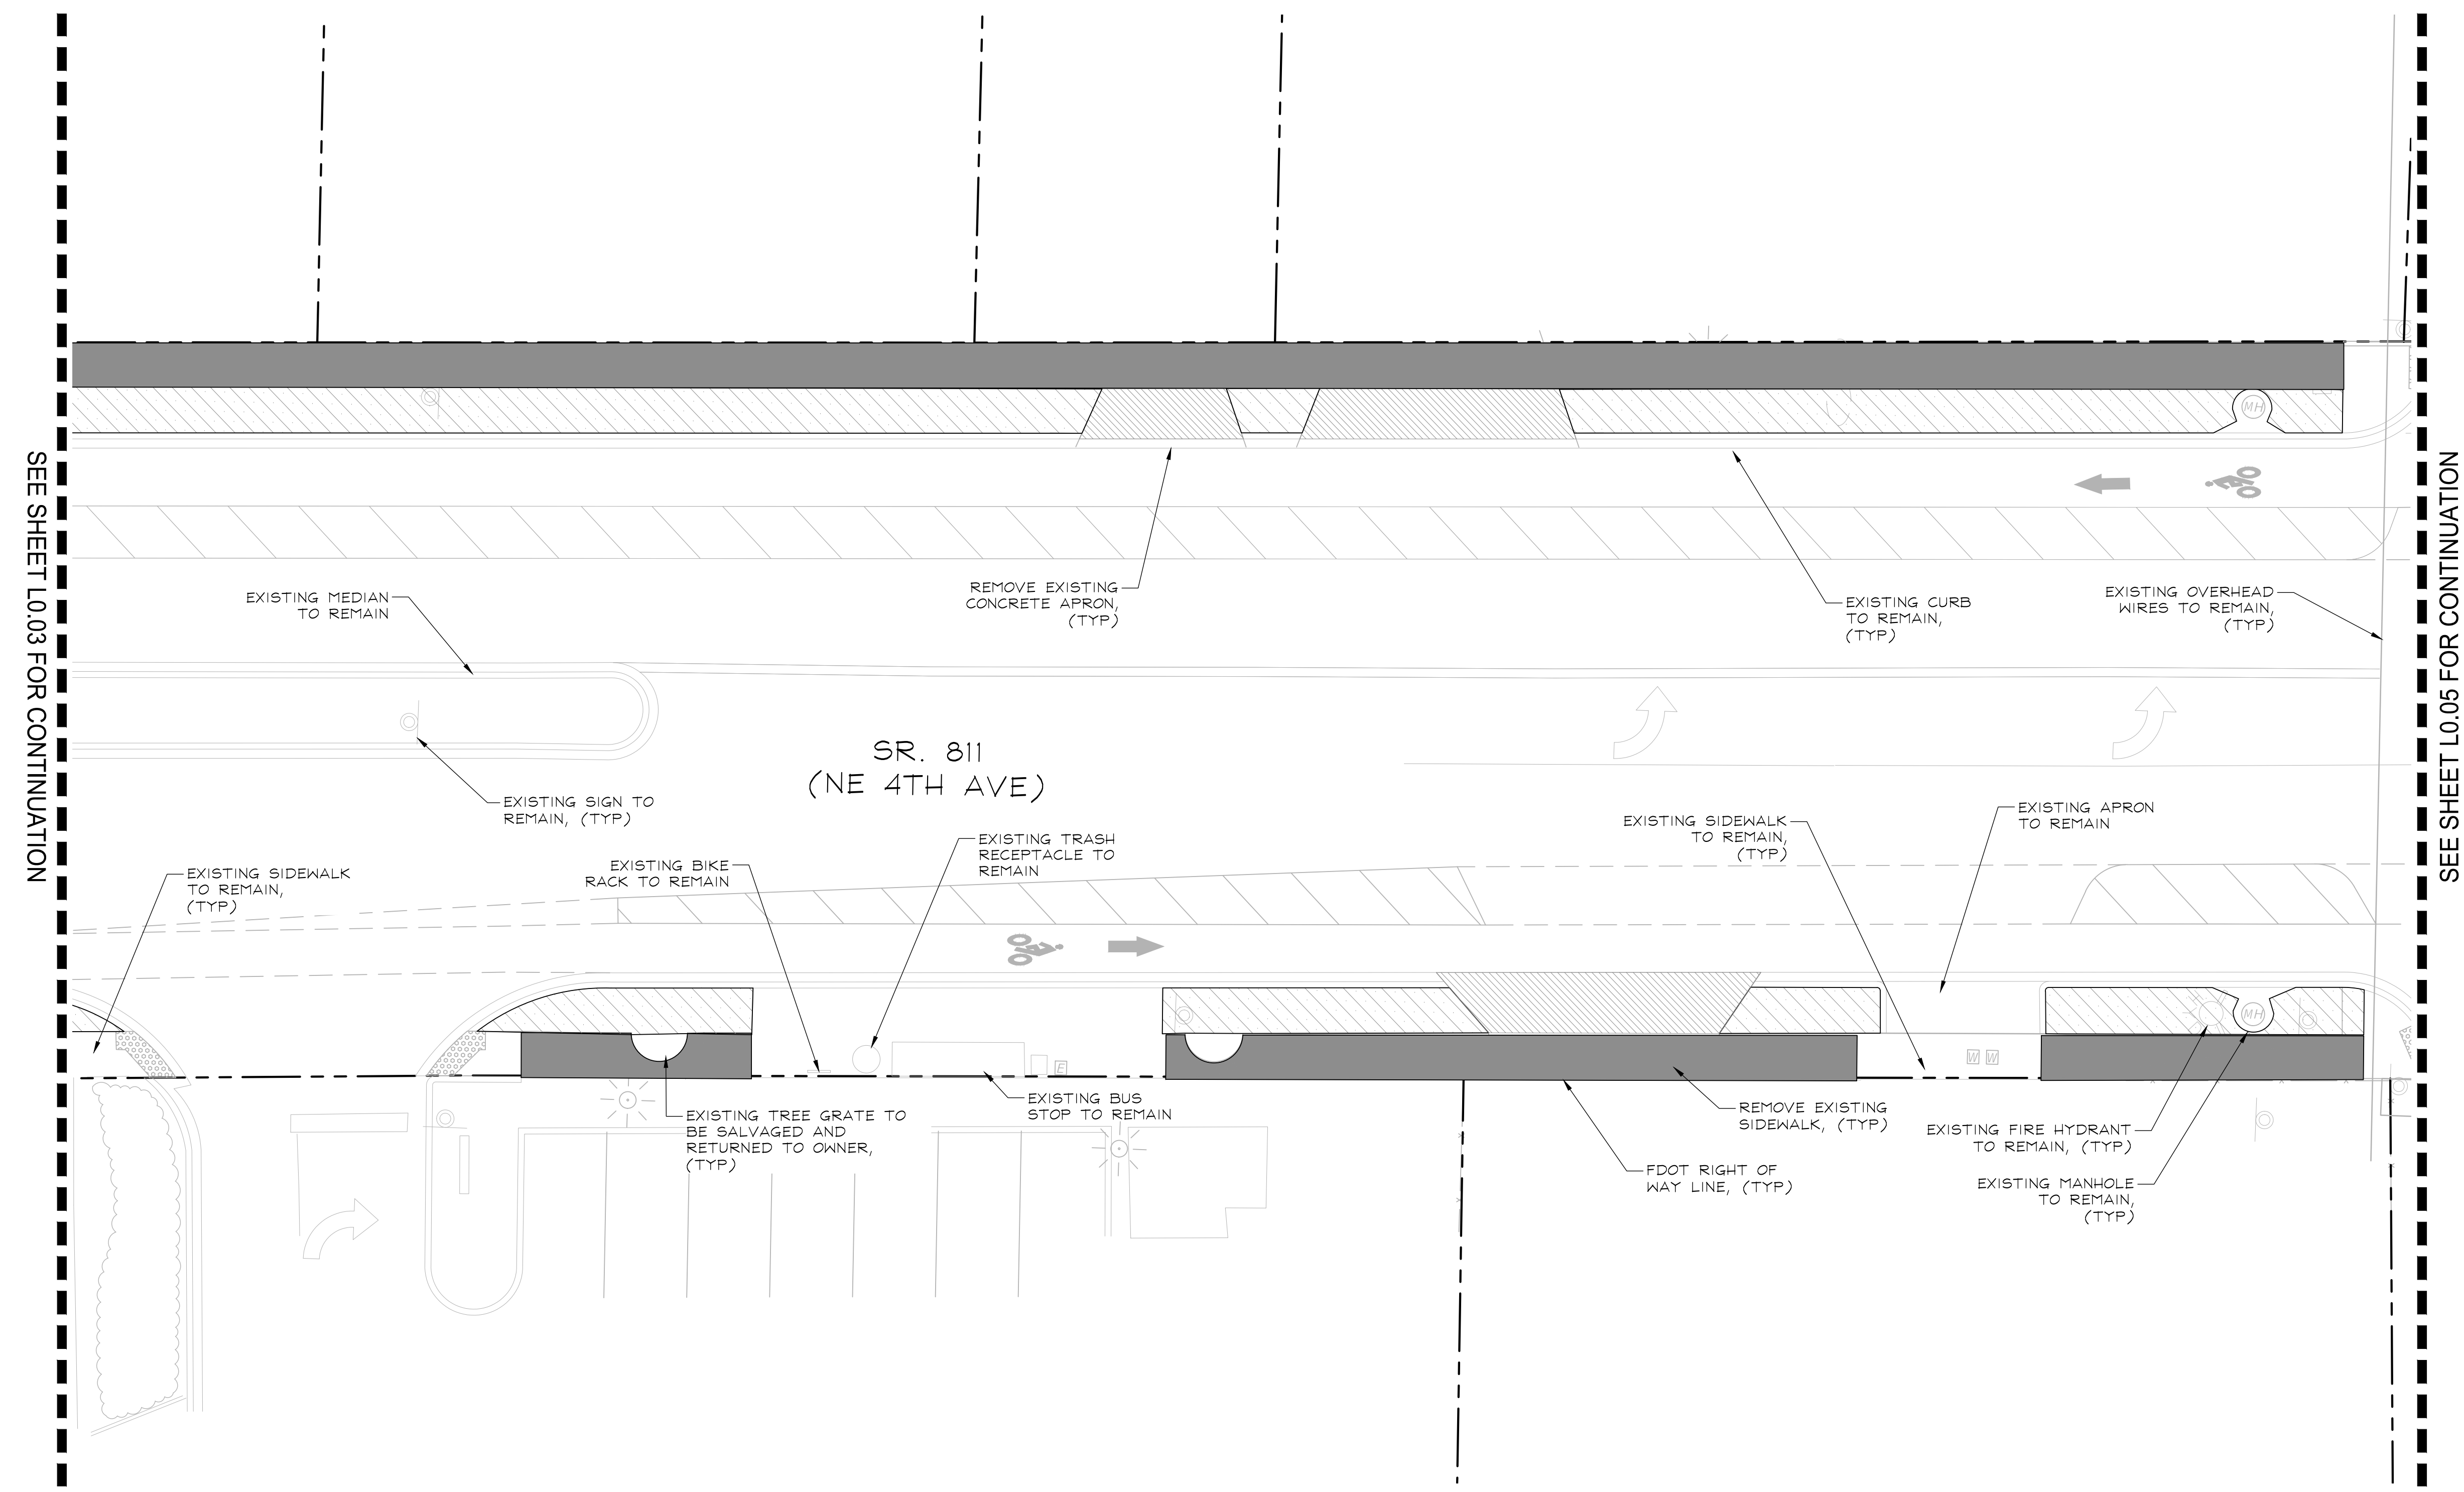 SEE SHEET L0.03 FOR CONTINUATION
SEE SHEET L0.05 FOR CONTINUATION
MH
EXISTING MEDIAN
TO REMAIN
REMOVE EXISTING
CONCRETE APRON,
(TYP)
EXISTING CURB
TO REMAIN,
(TYP)
EXISTING OVERHEAD
WIRES TO REMAIN,
(TYP)
SR. 811
(NE 4TH AVE)
EXISTING SIGN TO
REMAIN, (TYP)
EXISTING SIDEWALK
TO REMAIN,
(TYP)
EXISTING BIKE
RACK TO REMAIN
EXISTING TRASH
RECEPTACLE TO
REMAIN
EXISTING SIDEWALK
TO REMAIN,
(TYP)
EXISTING APRON
TO REMAIN
MH
E
W W
EXISTING TREE GRATE TO
BE SALVAGED AND
RETURNED TO OWNER,
(TYP)
EXISTING BUS
STOP TO REMAIN
REMOVE EXISTING
SIDEWALK, (TYP)
FDOT RIGHT OF
WAY LINE, (TYP)
EXISTING FIRE HYDRANT
TO REMAIN, (TYP)
EXISTING MANHOLE
TO REMAIN,
(TYP)